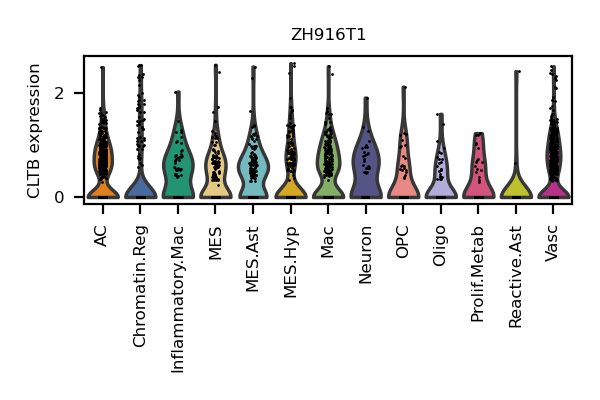 ZH916T1
CLTB expression
2
0
AC
Chromatin.Reg
Inflammatory.Mac
MES
MES.Ast
MES.Hyp
Mac
Neuron
OPC
Oligo
Prolif.Metab
Reactive.Ast
Vasc